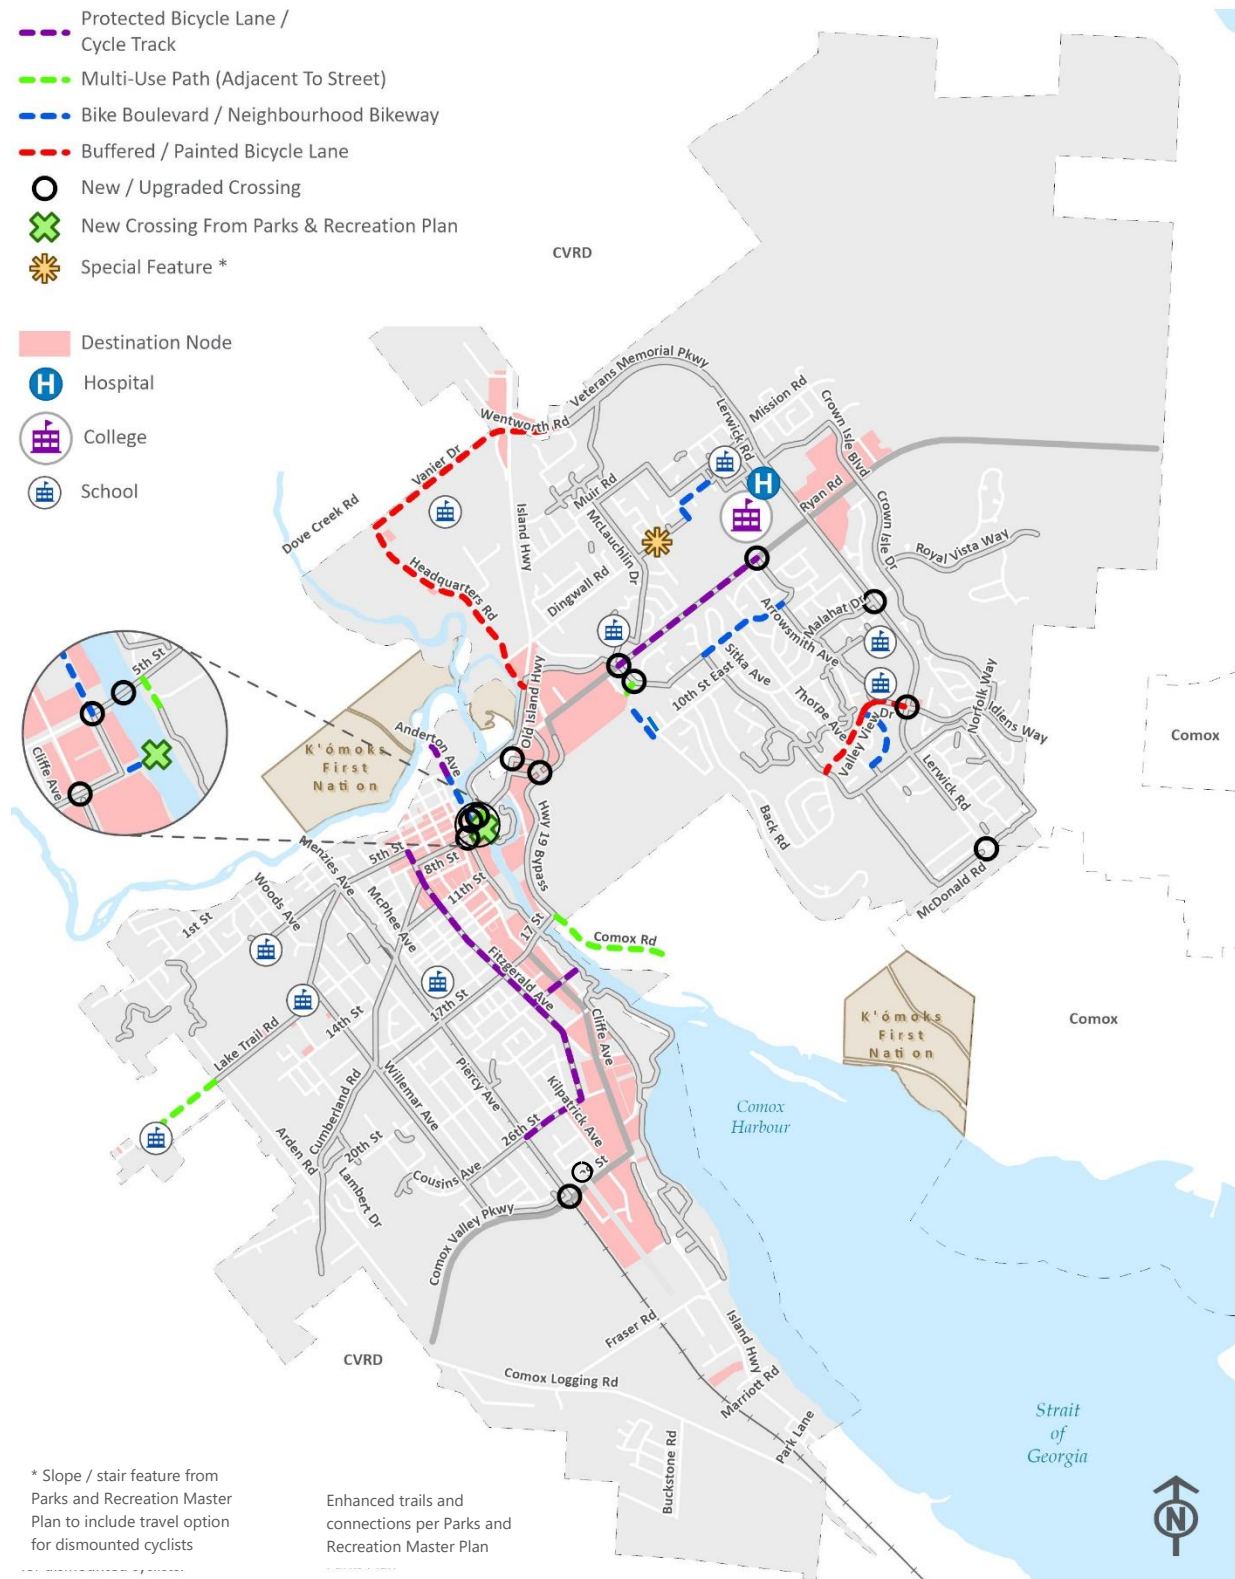 Protected Bicycle Lane /
Cycle Track
Multi-Use Path (Adjacent To Street)
Bike Boulevard / Neighbourhood Bikeway
Buffered / Painted Bicycle Lane
New / Upgraded Crossing
New Crossing From Parks & Recreation Plan
Special Feature *
Destination Node
H
Hospital
College
School
CVRD
Veterans Memorial Pkwy
Wentworth Rd
Lerwick Rd
Mission Rd
Crown Isle Blvd
Vanier Dr
Muir Rd
H
Ryan Rd
Dove Creek Rd
Island Hwy
McLauchlin Dr
Crown Isle Dr
Royal Vista Way
Headquarters Rd
Dingwall Rd
Malahat Dr
Arrowsmith Ave
Sitka Ave
10th St East
Thorpe Ave
Norfolk Way
Idiens Way
Valley View Dr
Lerwick Rd
Back Rd
McDonald Rd
Comox
5th St
Cliffe Ave
Anderton Ave
Old Island Hwy
K'ómoks
First
Nation
Hwy 19 Bypass
Menzies Ave
5th St
8th St
11th St
Woods Ave
McPhee Ave
1st St
17 St
Comox Rd
Fitzgerald Ave
17th St
14th St
Lake Trail Rd
Cliffe Ave
K'ómoks
First
Nation
Comox
Piercy Ave
Kilpatrick Ave
Willemar Ave
Cumberland Rd
26th St
20th St
Arden Rd
Lambert Dr
Cousins Ave
St
Comox Valley Pkwy
Comox
Harbour
Fraser Rd
Island Hwy
CVRD
Comox Logging Rd
Marriott Rd
Park Lane
Buckstone Rd
Strait
of
Georgia
* Slope / stair feature from
Parks and Recreation Master
Plan to include travel option
for dismounted cyclists
Enhanced trails and
connections per Parks and
Recreation Master Plan
N